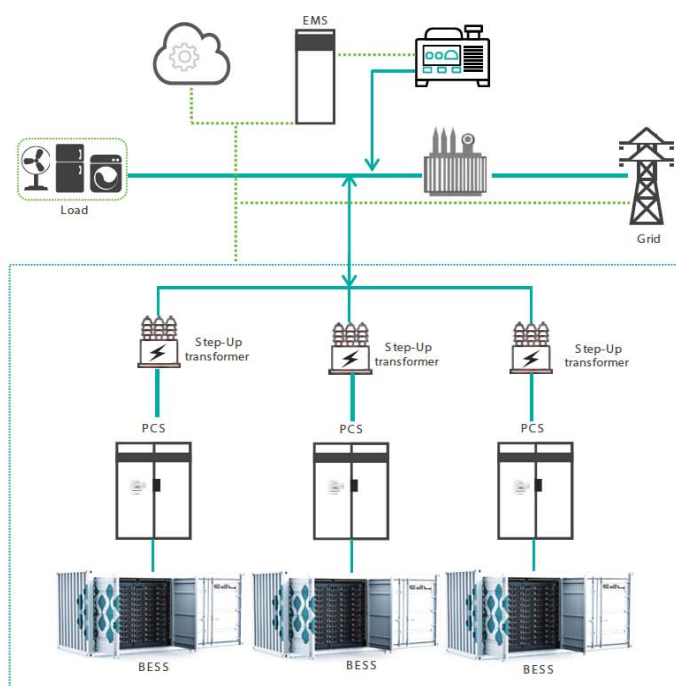 EMS
Load
Grid
Step-Up
transformer
Step-Up
transformer
Step-Up
transformer
PCS
PCS
PCS
BESS
BESS
BESS